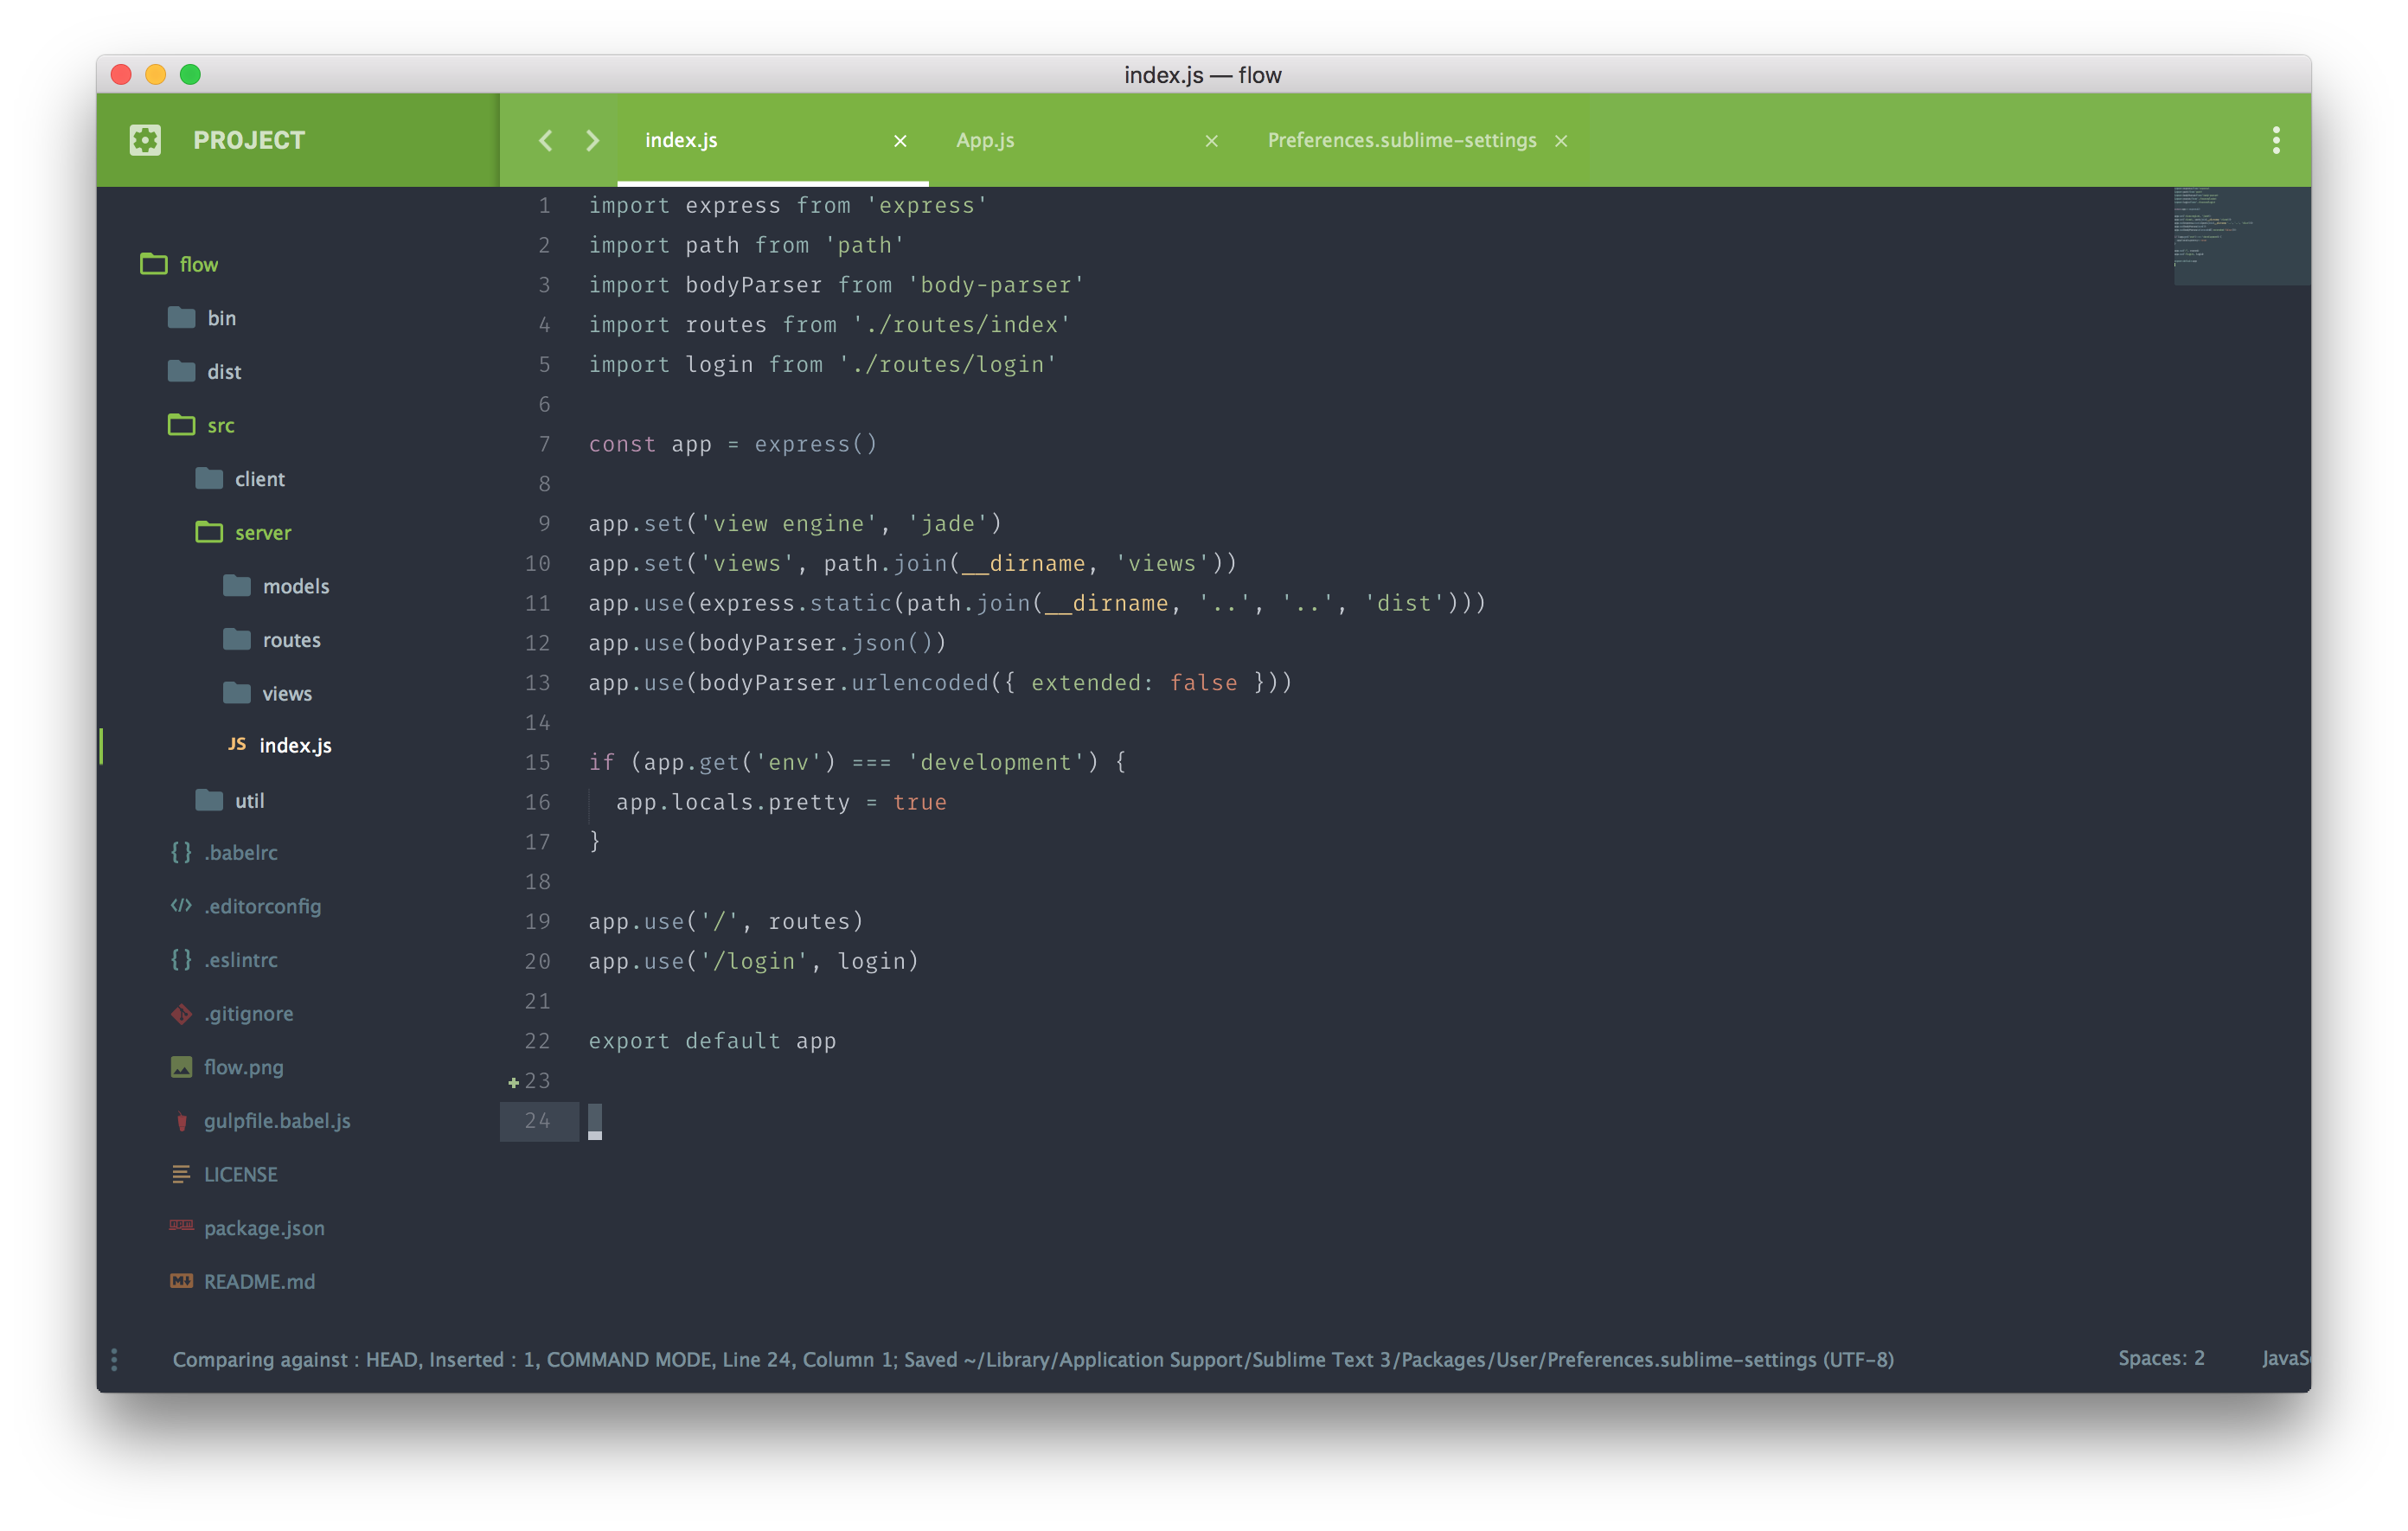 index.js — flow
PROJECT
index.js
App.js
Preferences.sublime-settings
flow
bin
dist
src
client
server
models
routes
views
JS index.js
util
{} .babelrc
</> .editorconfig
{} .eslintrc
.gitignore
flow.png
gulpfile.babel.js
LICENSE
package.json
README.md
1 import express from 'express'
2 import path from 'path'
3 import bodyParser from 'body-parser'
4 import routes from './routes/index'
5 import login from './routes/login'
6
7 const app = express()
8
9 app.set('view engine', 'jade')
10 app.set('views', path.join(__dirname, 'views'))
11 app.use(express.static(path.join(__dirname, '..', '..', 'dist')))
12 app.use(bodyParser.json())
13 app.use(bodyParser.urlencoded({ extended: false }))
14
15 if (app.get('env') === 'development') {
16   app.locals.pretty = true
17 }
18
19 app.use('/', routes)
20 app.use('/login', login)
21
22 export default app
+23
24
Comparing against : HEAD, Inserted : 1, COMMAND MODE, Line 24, Column 1; Saved ~/Library/Application Support/Sublime Text 3/Packages/User/Preferences.sublime-settings (UTF-8)
Spaces: 2
JavaS